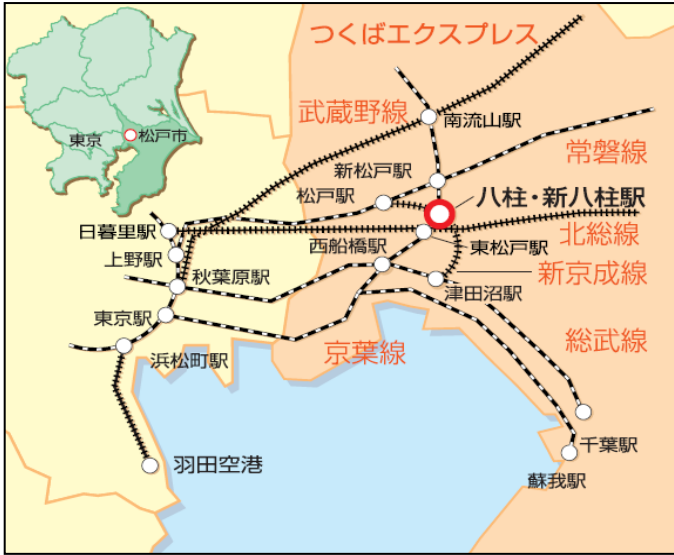 つくばエクスプレス
武蔵野線
南流山駅
東京
松戸市
常磐線
新松戸駅
松戸駅
八柱・新八柱駅
日暮里駅
北総線
西船橋駅
東松戸駅
上野駅
秋葉原駅
新京成線
津田沼駅
東京駅
京葉線
総武線
浜松町駅
千葉駅
羽田空港
蘇我駅